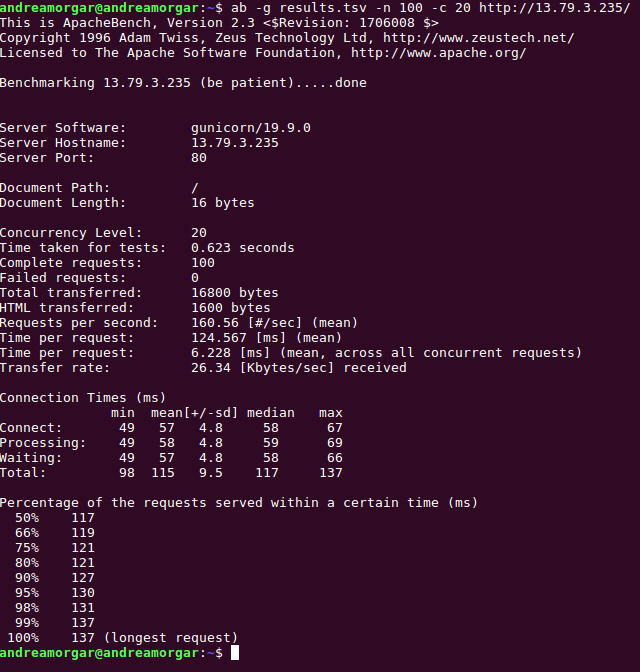 andreamorgar@andreamorgar:~$ ab -g results.tsv -n 100 -c 20 http://13.79.3.235/
This is ApacheBench, Version 2.3 <$Revision: 1706008 $>
Copyright 1996 Adam Twiss, Zeus Technology Ltd, http://www.zeustech.net/
Licensed to The Apache Software Foundation, http://www.apache.org/

Benchmarking 13.79.3.235 (be patient).....done


Server Software:        gunicorn/19.9.0
Server Hostname:        13.79.3.235
Server Port:            80

Document Path:          /
Document Length:        16 bytes

Concurrency Level:      20
Time taken for tests:   0.623 seconds
Complete requests:      100
Failed requests:        0
Total transferred:      16800 bytes
HTML transferred:       1600 bytes
Requests per second:    160.56 [#/sec] (mean)
Time per request:       124.567 [ms] (mean)
Time per request:       6.228 [ms] (mean, across all concurrent requests)
Transfer rate:          26.34 [Kbytes/sec] received

Connection Times (ms)
              min  mean[+/-sd] median   max
Connect:       49   57   4.8     58      67
Processing:    49   58   4.8     59      69
Waiting:       49   57   4.8     58      66
Total:         98  115   9.5    117     137

Percentage of the requests served within a certain time (ms)
  50%    117
  66%    119
  75%    121
  80%    121
  90%    127
  95%    130
  98%    131
  99%    137
 100%    137 (longest request)
andreamorgar@andreamorgar:~$